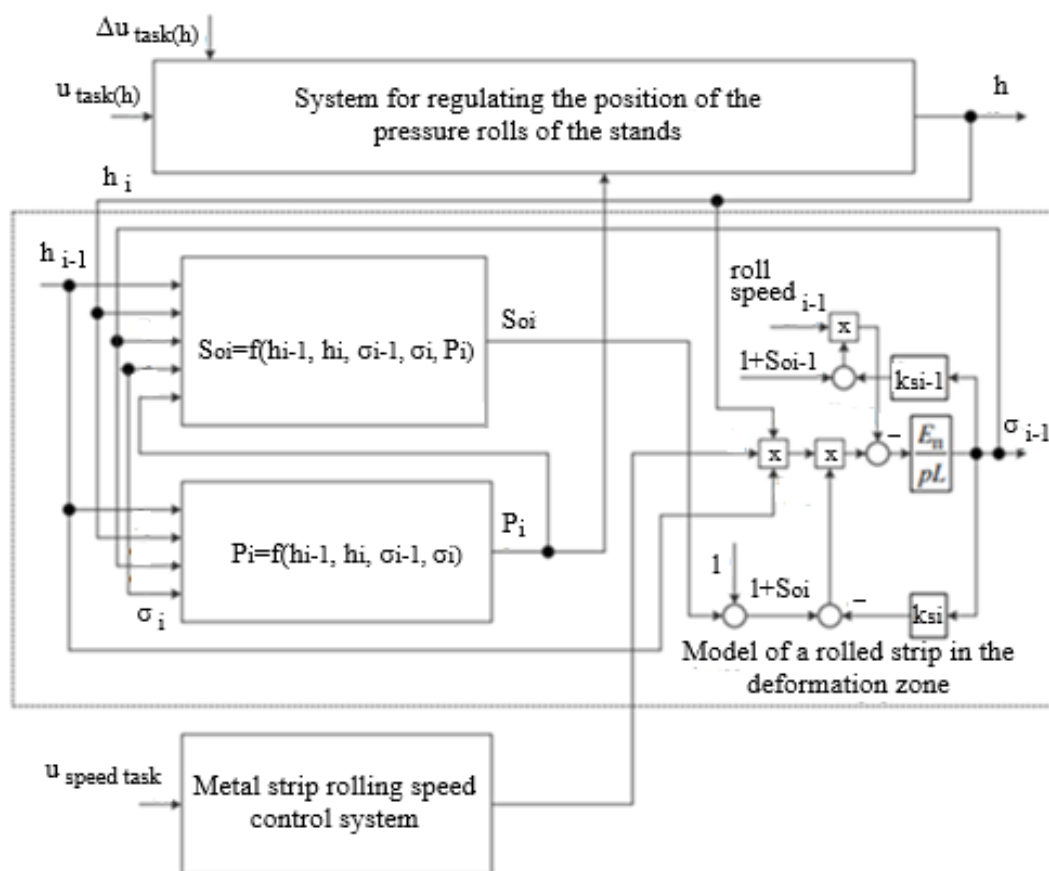 Δu task(h)
u task(h)
System for regulating the position of the
pressure rolls of the stands
h
h i
h i-1
Soi=f(hi-1, hi, σi-1, σi, Pi)
Soi
roll
speed i-1
x
1+Soi-1
ksi-1
σ i-1
x
x
–
En
pL
Pi=f(hi-1, hi, σi-1, σi)
Pi
σ i
1
1+Soi
–
ksi
Model of a rolled strip in the
deformation zone
u speed task
Metal strip rolling speed
control system